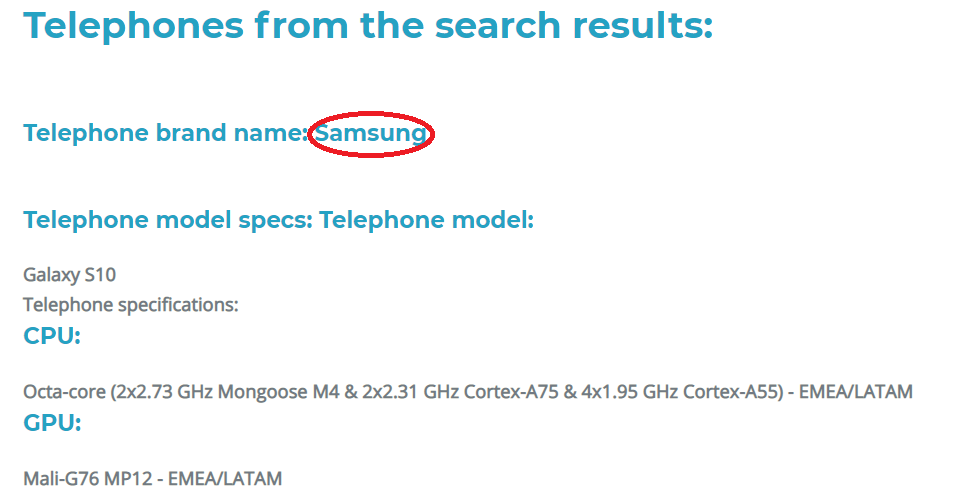 Telephones from the search results:
Telephone brand name: Samsung
Telephone model specs: Telephone model:
Galaxy S10
Telephone specifications:
CPU:
Octa-core (2x2.73 GHz Mongoose M4 & 2x2.31 GHz Cortex-A75 & 4x1.95 GHz Cortex-A55) - EMEA/LATAM
GPU:
Mali-G76 MP12 - EMEA/LATAM